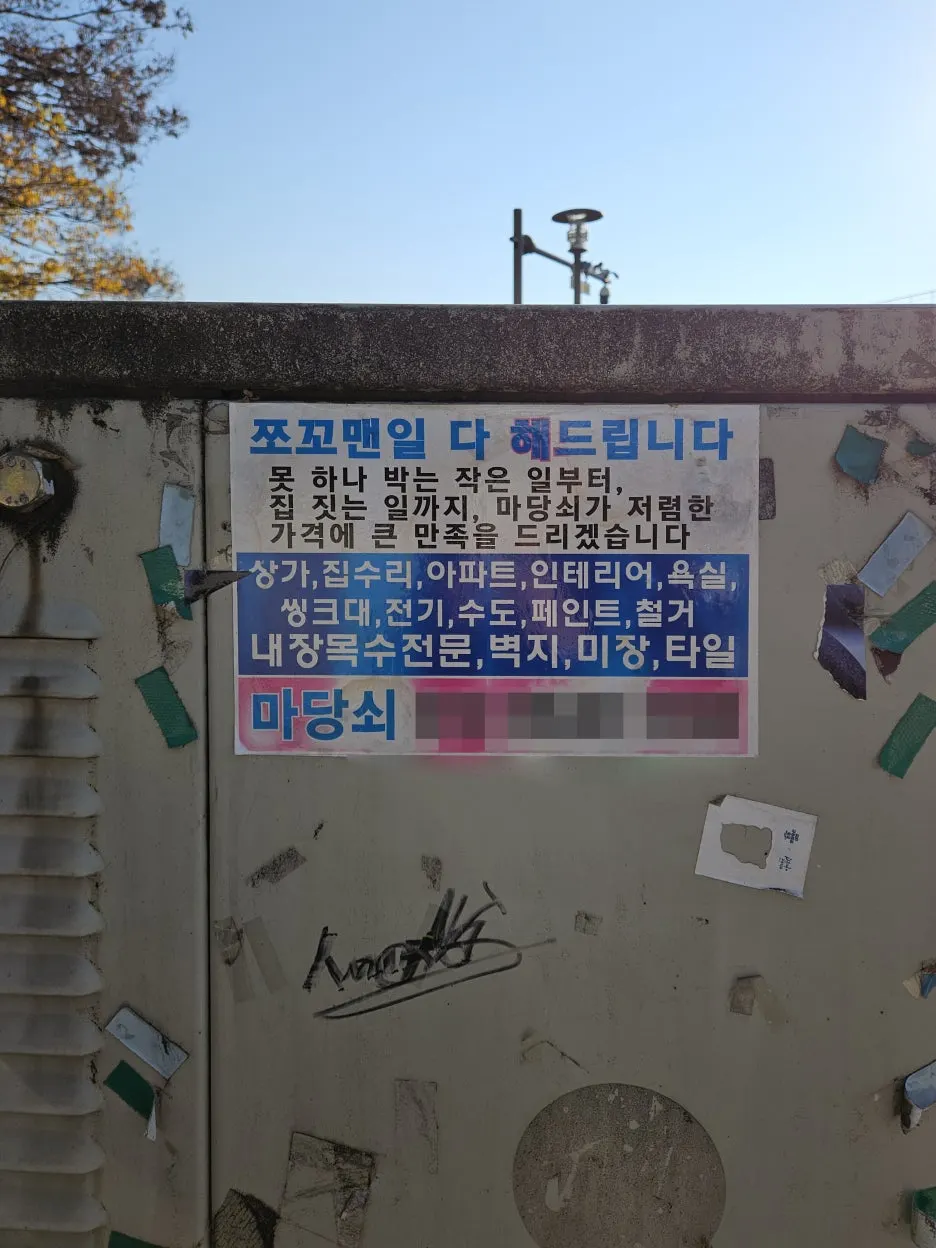 쪼꼬맨일 다 해드립니다
못 하나 박는 작은 일부터,
집 짓는 일까지, 마당쇠가 저렴한
가격에 큰 만족을 드리겠습니다
상가,집수리,아파트,인테리어,욕실,
씽크대,전기,수도,페인트,철거
내장목수전문,벽지,미장,타일
마당쇠